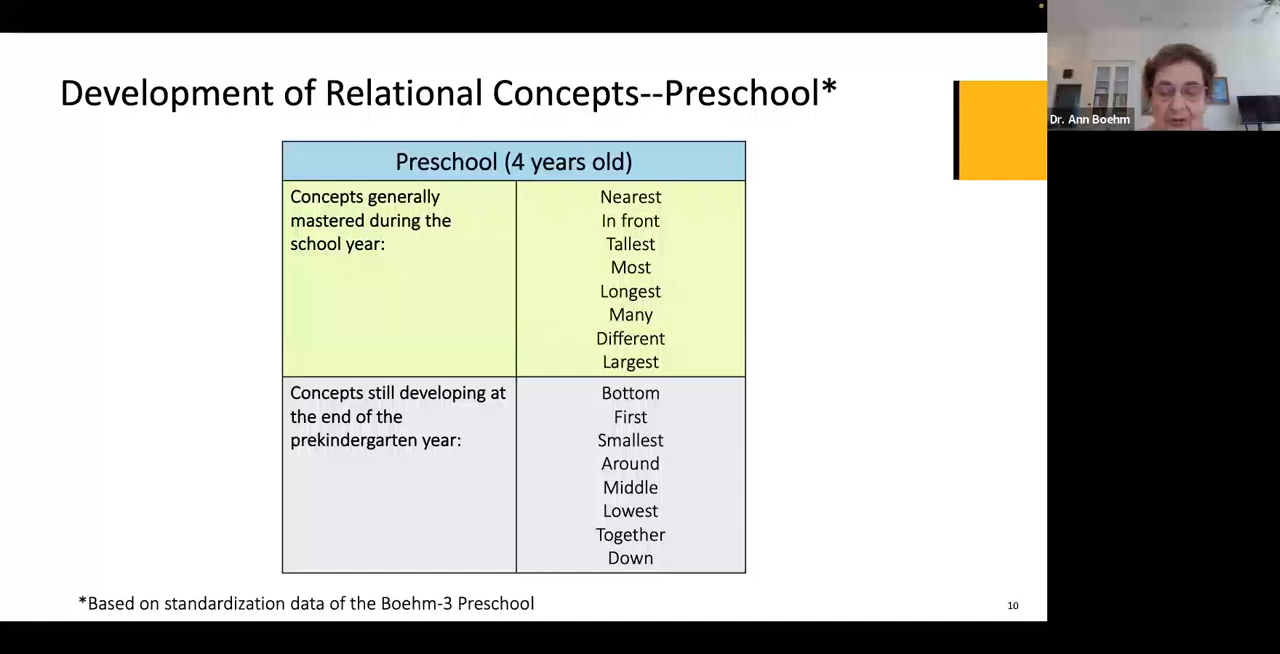 Development of Relational Concepts--Preschool*
Dr. Ann Boehm
Preschool (4 years old)
Concepts generally
mastered during the
school year:
Nearest
In front
Tallest
Most
Longest
Many
Different
Largest
Concepts still developing at
the end of the
prekindergarten year:
Bottom
First
Smallest
Around
Middle
Lowest
Together
Down
*Based on standardization data of the Boehm-3 Preschool
10